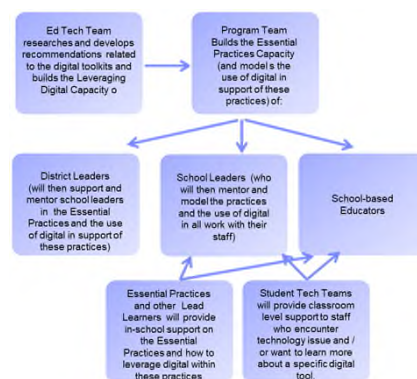 Ed Tech Team
researches and develops
recommendations related
to the digital toolkits and
builds the Leveraging
Digital Capacity o
Program Team
Builds the Essential
Practices Capacity
(and models the
use of digital in
support of these
practices) of:
District Leaders
(will then support and
mentor school leaders
in the Essential
Practices and the use
of digital in support of
these practices)
School Leaders (who
will then mentor and
model the practices
and the use of digital
in all work with their
staff)
School-based
Educators
Essential Practices
and other Lead
Learners will provide
in-school support on
the Essential
Practices and how to
leverage digital within
these practices
Student Tech Teams
will provide classroom
level support to staff
who encounter
technology issue and /
or want to learn more
about a specific digital
tool.